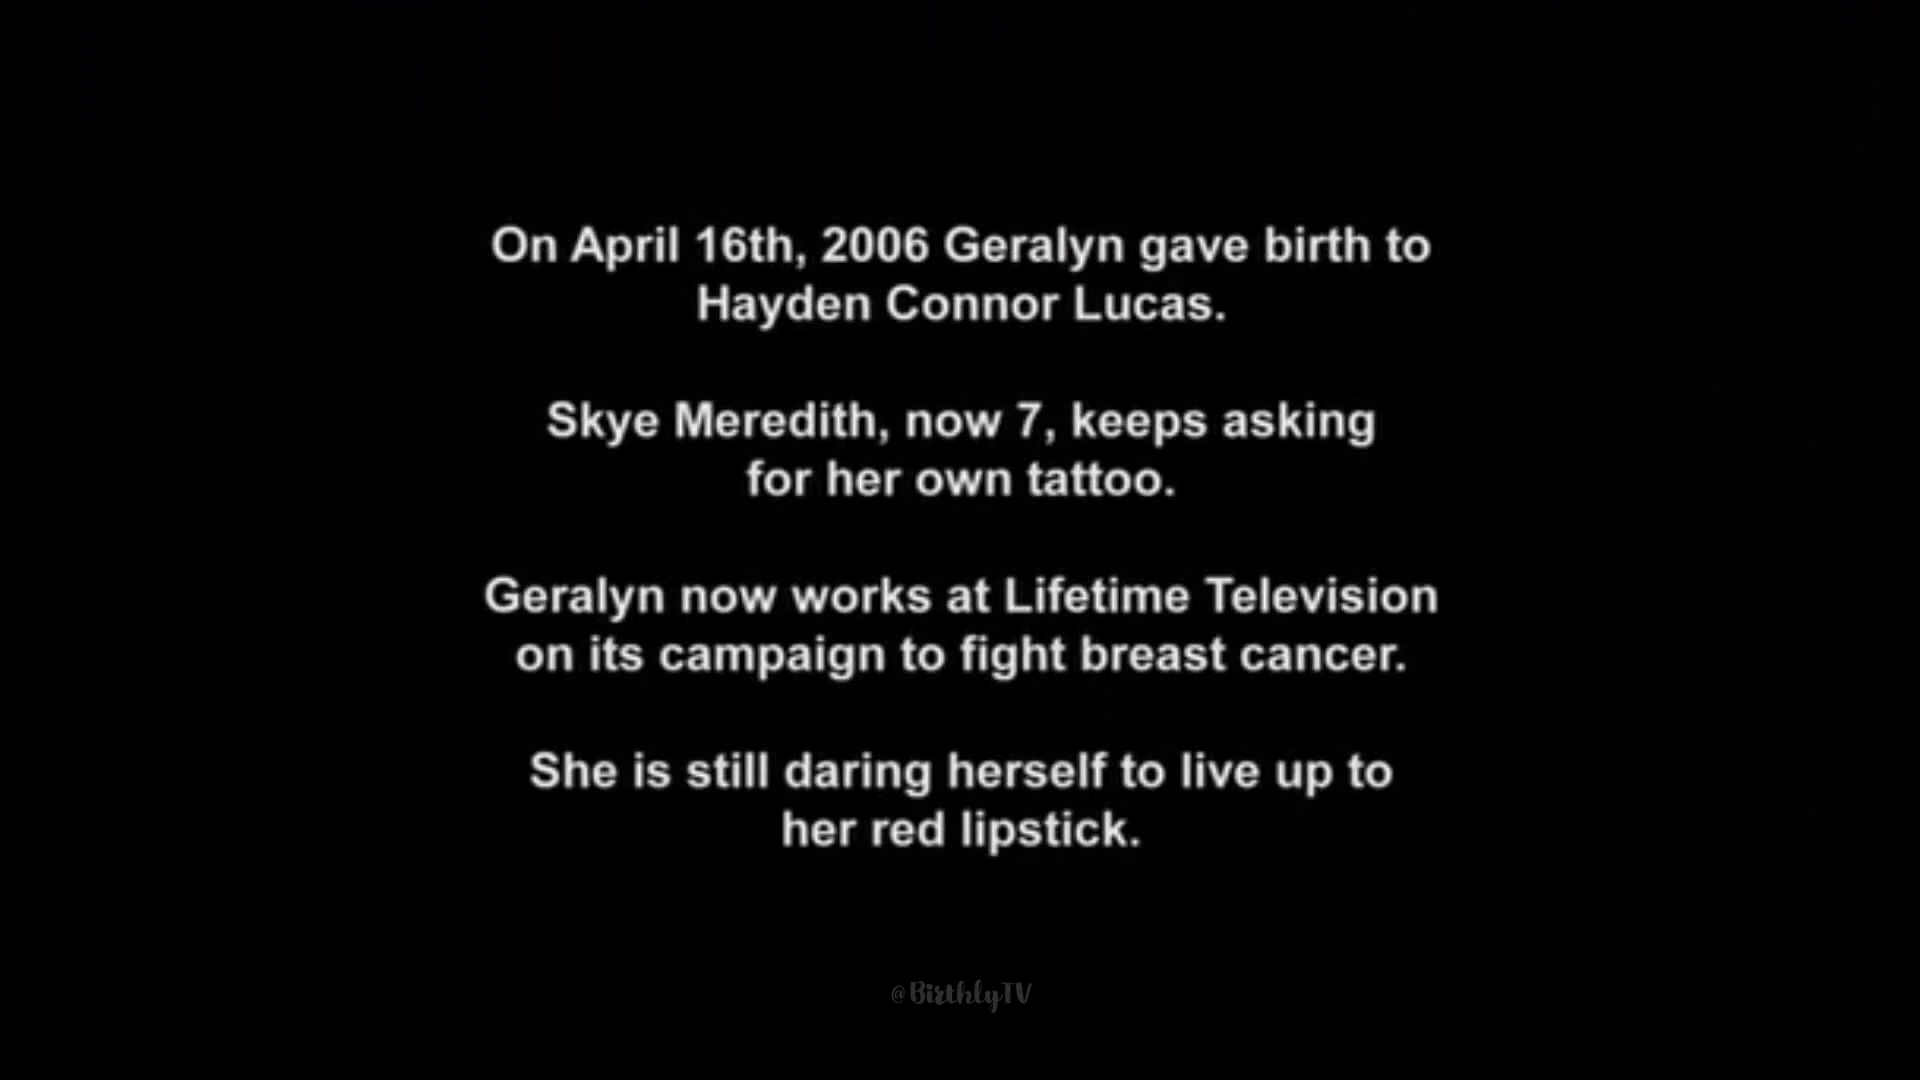 On April 16th, 2006 Geralyn gave birth to
Hayden Connor Lucas.
Skye Meredith, now 7, keeps asking
for her own tattoo.
Geralyn now works at Lifetime Television
on its campaign to fight breast cancer.
She is still daring herself to live up to
her red lipstick.
@BirthlyTV